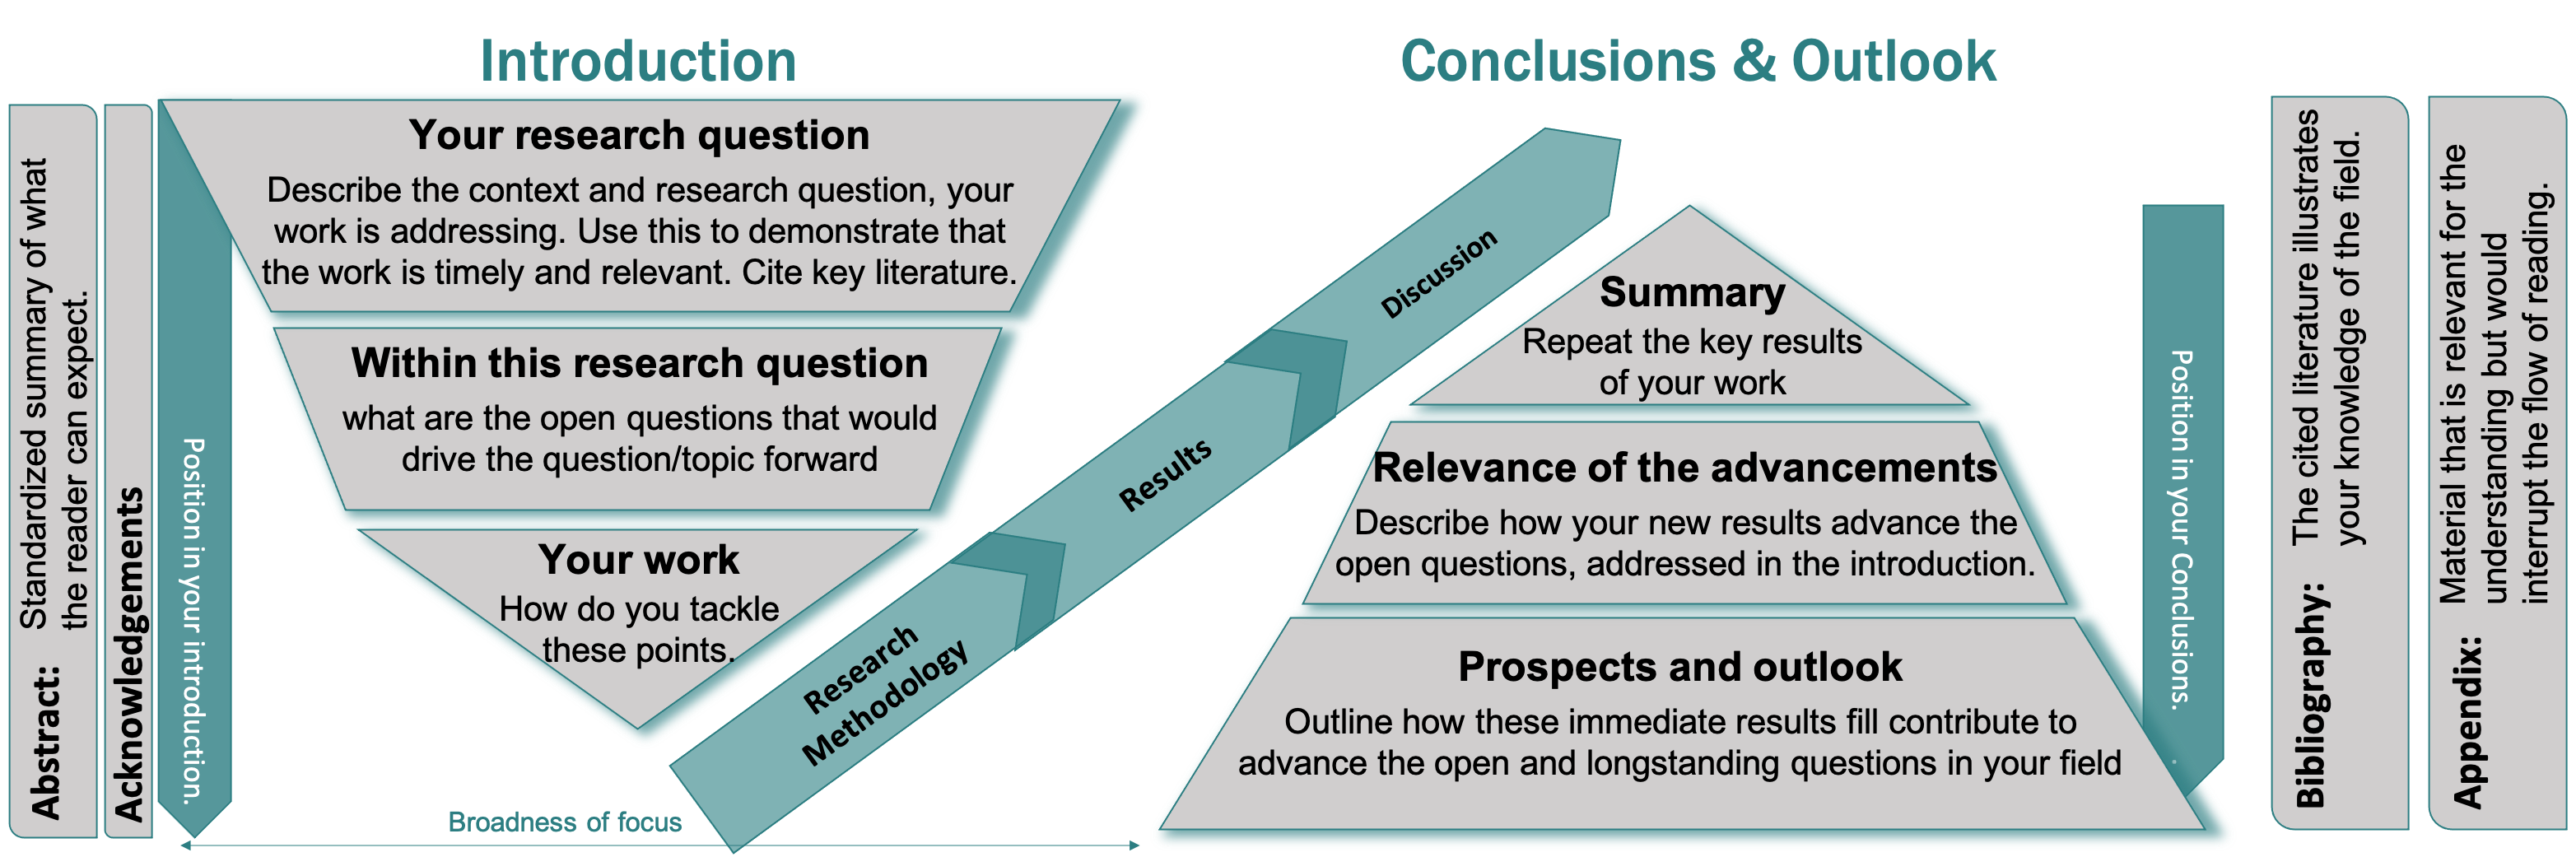 Introduction
Conclusions & Outlook
Abstract: Standardized summary of what
the reader can expect.
Acknowledgements
Position in your introduction.
Your research question
Describe the context and research question, your
work is addressing. Use this to demonstrate that
the work is timely and relevant. Cite key literature.
Within this research question
what are the open questions that would
drive the question/topic forward
Your work
How do you tackle
these points.
Broadness of focus
Research
Methodology
Results
Discussion
Summary
Repeat the key results
of your work
Relevance of the advancements
Describe how your new results advance the
open questions, addressed in the introduction.
Prospects and outlook
Outline how these immediate results fill contribute to
advance the open and longstanding questions in your field
Position in your Conclusions.
Bibliography: The cited literature illustrates
your knowledge of the field.
Appendix: Material that is relevant for the
understanding but would
interrupt the flow of reading.